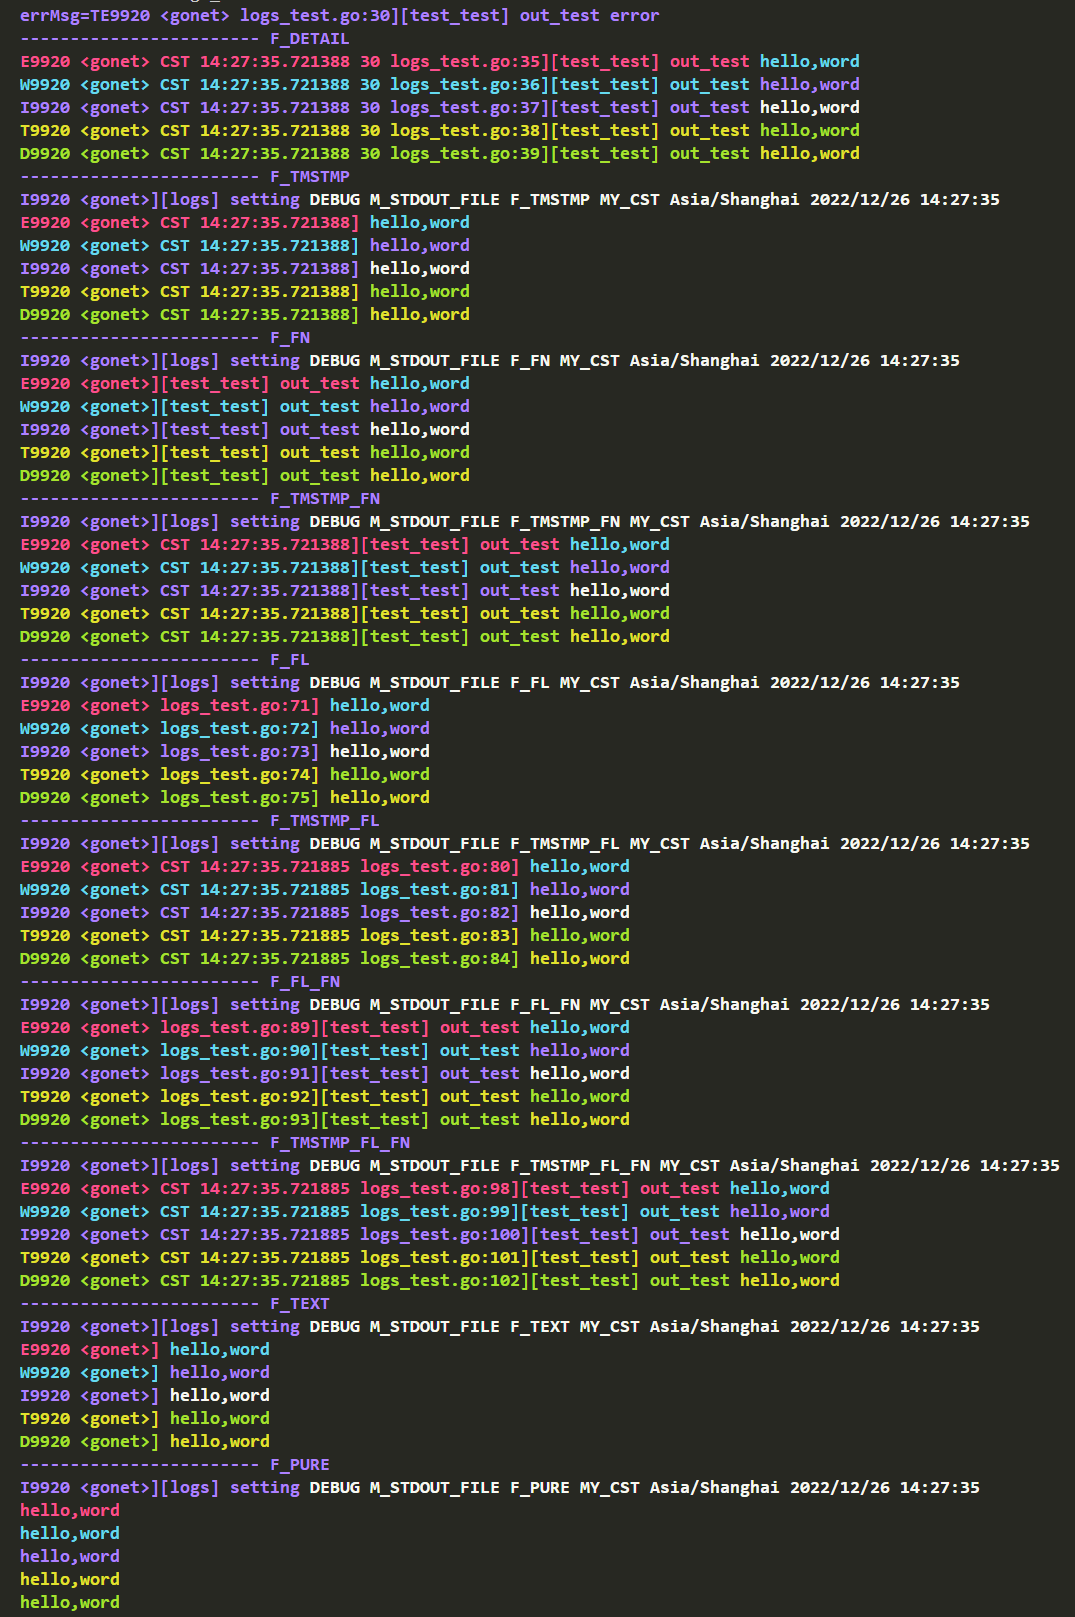 errMsg=TE9920 <gonet> logs_test.go:30][test_test] out_test error
------------------------ F_DETAIL
E9920 <gonet> CST 14:27:35.721388 30 logs_test.go:35][test_test] out_test hello,word
W9920 <gonet> CST 14:27:35.721388 30 logs_test.go:36][test_test] out_test hello,word
I9920 <gonet> CST 14:27:35.721388 30 logs_test.go:37][test_test] out_test hello,word
T9920 <gonet> CST 14:27:35.721388 30 logs_test.go:38][test_test] out_test hello,word
D9920 <gonet> CST 14:27:35.721388 30 logs_test.go:39][test_test] out_test hello,word
------------------------ F_TMSTMP
I9920 <gonet>][logs] setting DEBUG M_STDOUT_FILE F_TMSTMP MY_CST Asia/Shanghai 2022/12/26 14:27:35
E9920 <gonet> CST 14:27:35.721388] hello,word
W9920 <gonet> CST 14:27:35.721388] hello,word
I9920 <gonet> CST 14:27:35.721388] hello,word
T9920 <gonet> CST 14:27:35.721388] hello,word
D9920 <gonet> CST 14:27:35.721388] hello,word
------------------------ F_FN
I9920 <gonet>][logs] setting DEBUG M_STDOUT_FILE F_FN MY_CST Asia/Shanghai 2022/12/26 14:27:35
E9920 <gonet>][test_test] out_test hello,word
W9920 <gonet>][test_test] out_test hello,word
I9920 <gonet>][test_test] out_test hello,word
T9920 <gonet>][test_test] out_test hello,word
D9920 <gonet>][test_test] out_test hello,word
------------------------ F_TMSTMP_FN
I9920 <gonet>][logs] setting DEBUG M_STDOUT_FILE F_TMSTMP_FN MY_CST Asia/Shanghai 2022/12/26 14:27:35
E9920 <gonet> CST 14:27:35.721388][test_test] out_test hello,word
W9920 <gonet> CST 14:27:35.721388][test_test] out_test hello,word
I9920 <gonet> CST 14:27:35.721388][test_test] out_test hello,word
T9920 <gonet> CST 14:27:35.721388][test_test] out_test hello,word
D9920 <gonet> CST 14:27:35.721388][test_test] out_test hello,word
------------------------ F_FL
I9920 <gonet>][logs] setting DEBUG M_STDOUT_FILE F_FL MY_CST Asia/Shanghai 2022/12/26 14:27:35
E9920 <gonet> logs_test.go:71] hello,word
W9920 <gonet> logs_test.go:72] hello,word
I9920 <gonet> logs_test.go:73] hello,word
T9920 <gonet> logs_test.go:74] hello,word
D9920 <gonet> logs_test.go:75] hello,word
------------------------ F_TMSTMP_FL
I9920 <gonet>][logs] setting DEBUG M_STDOUT_FILE F_TMSTMP_FL MY_CST Asia/Shanghai 2022/12/26 14:27:35
E9920 <gonet> CST 14:27:35.721885 logs_test.go:80] hello,word
W9920 <gonet> CST 14:27:35.721885 logs_test.go:81] hello,word
I9920 <gonet> CST 14:27:35.721885 logs_test.go:82] hello,word
T9920 <gonet> CST 14:27:35.721885 logs_test.go:83] hello,word
D9920 <gonet> CST 14:27:35.721885 logs_test.go:84] hello,word
------------------------ F_FL_FN
I9920 <gonet>][logs] setting DEBUG M_STDOUT_FILE F_FL_FN MY_CST Asia/Shanghai 2022/12/26 14:27:35
E9920 <gonet> logs_test.go:89][test_test] out_test hello,word
W9920 <gonet> logs_test.go:90][test_test] out_test hello,word
I9920 <gonet> logs_test.go:91][test_test] out_test hello,word
T9920 <gonet> logs_test.go:92][test_test] out_test hello,word
D9920 <gonet> logs_test.go:93][test_test] out_test hello,word
------------------------ F_TMSTMP_FL_FN
I9920 <gonet>][logs] setting DEBUG M_STDOUT_FILE F_TMSTMP_FL_FN MY_CST Asia/Shanghai 2022/12/26 14:27:35
E9920 <gonet> CST 14:27:35.721885 logs_test.go:98][test_test] out_test hello,word
W9920 <gonet> CST 14:27:35.721885 logs_test.go:99][test_test] out_test hello,word
I9920 <gonet> CST 14:27:35.721885 logs_test.go:100][test_test] out_test hello,word
T9920 <gonet> CST 14:27:35.721885 logs_test.go:101][test_test] out_test hello,word
D9920 <gonet> CST 14:27:35.721885 logs_test.go:102][test_test] out_test hello,word
------------------------ F_TEXT
I9920 <gonet>][logs] setting DEBUG M_STDOUT_FILE F_TEXT MY_CST Asia/Shanghai 2022/12/26 14:27:35
E9920 <gonet>] hello,word
W9920 <gonet>] hello,word
I9920 <gonet>] hello,word
T9920 <gonet>] hello,word
D9920 <gonet>] hello,word
------------------------ F_PURE
I9920 <gonet>][logs] setting DEBUG M_STDOUT_FILE F_PURE MY_CST Asia/Shanghai 2022/12/26 14:27:35
hello,word
hello,word
hello,word
hello,word
hello,word